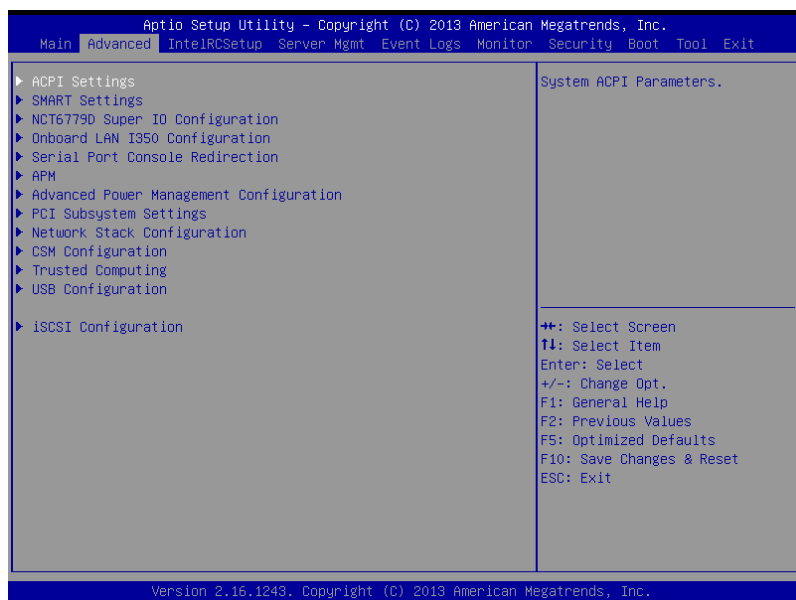 Aptio Setup Utility – Copyright (C) 2013 American Megatrends, Inc.
Main Advanced IntelRCSetup Server Mgmt Event Logs Monitor Security Boot Tool Exit
▶ ACPI Settings
▶ SMART Settings
▶ NCT6779D Super IO Configuration
▶ Onboard LAN I350 Configuration
▶ Serial Port Console Redirection
▶ APM
▶ Advanced Power Management Configuration
▶ PCI Subsystem Settings
▶ Network Stack Configuration
▶ CSM Configuration
▶ Trusted Computing
▶ USB Configuration
▶ iSCSI Configuration
System ACPI Parameters.
→←: Select Screen
↑↓: Select Item
Enter: Select
+/-: Change Opt.
F1: General Help
F2: Previous Values
F5: Optimized Defaults
F10: Save Changes & Reset
ESC: Exit
Version 2.16.1243. Copyright (C) 2013 American Megatrends, Inc.